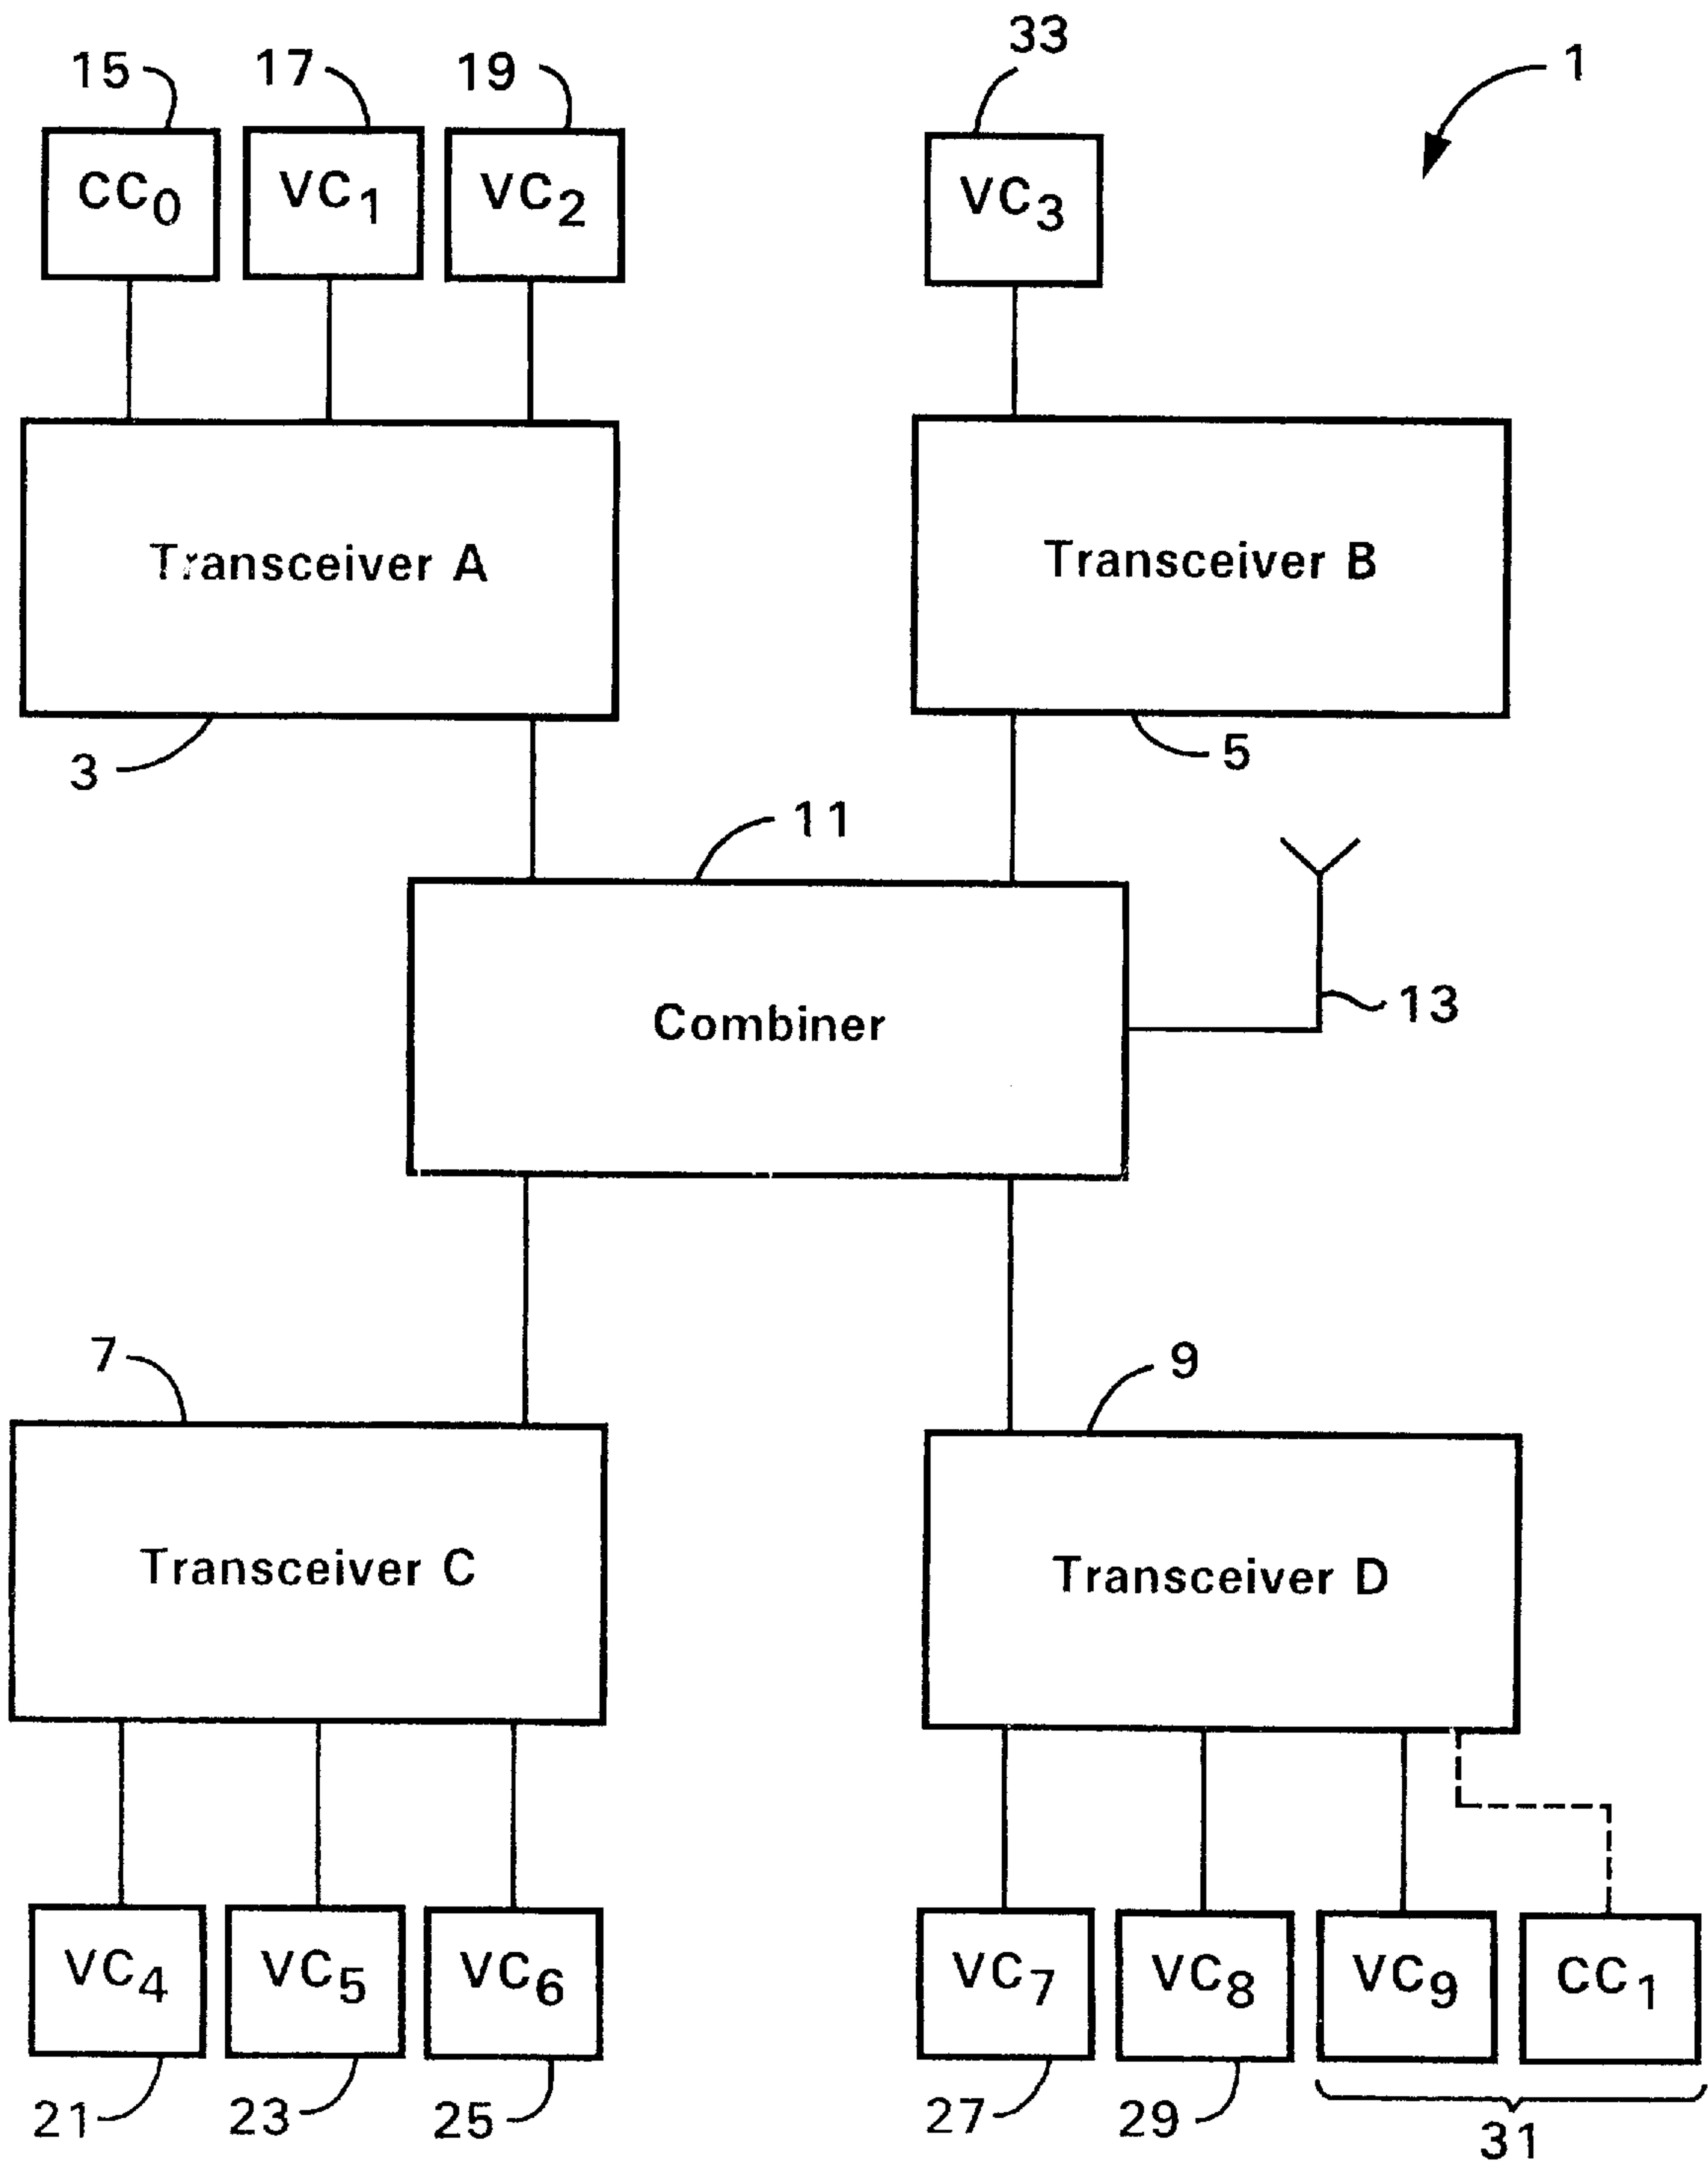 15 17 19 33 1
CC0 VC1 VC2 VC3
Transceiver A Transceiver B
3 5
11
13
Combiner
7 9
Transceiver C Transceiver D
VC4 VC5 VC6 VC7 VC8 VC9 CC1
21 23 25 27 29 31